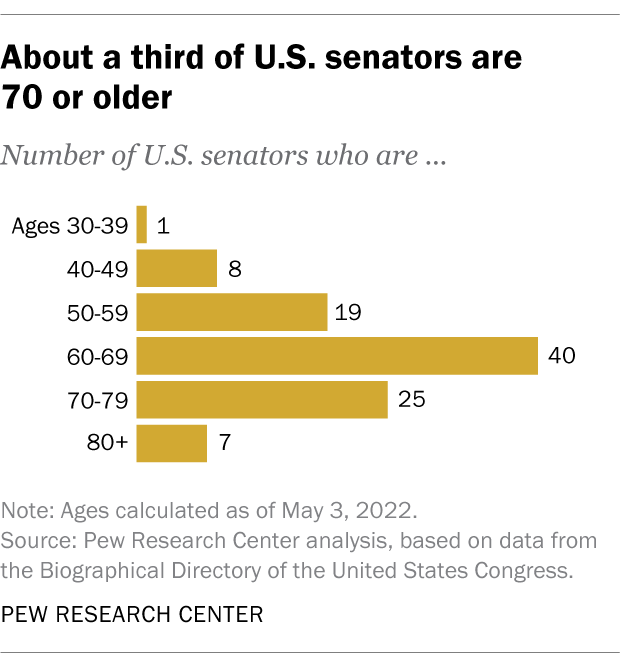 About a third of U.S. senators are
70 or older
Number of U.S. senators who are ...
Ages 30-39 1
40-49 8
50-59 19
60-69 40
70-79 25
80+ 7
Note: Ages calculated as of May 3, 2022.
Source: Pew Research Center analysis, based on data from
the Biographical Directory of the United States Congress.
PEW RESEARCH CENTER